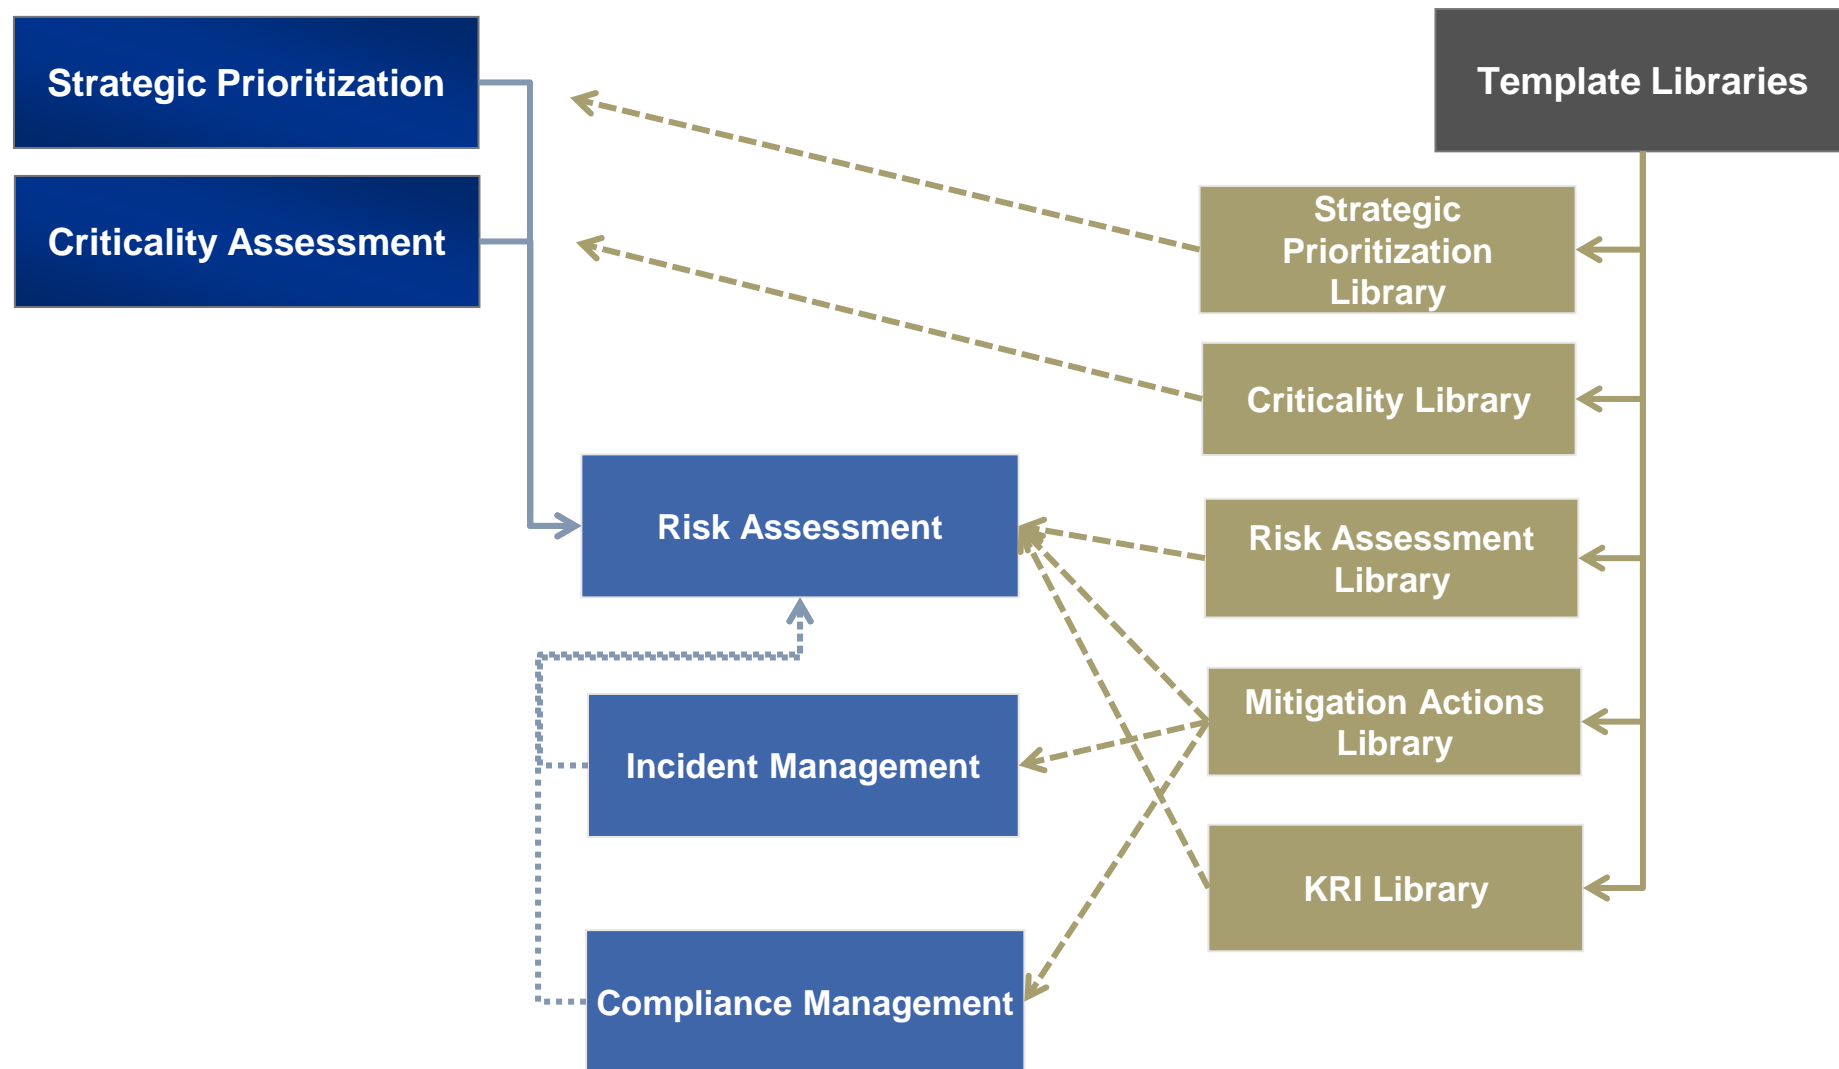 Strategic Prioritization
Template Libraries
Criticality Assessment
Strategic
Prioritization
Library
Criticality Library
Risk Assessment
Risk Assessment
Library
Mitigation Actions
Library
Incident Management
KRI Library
Compliance Management